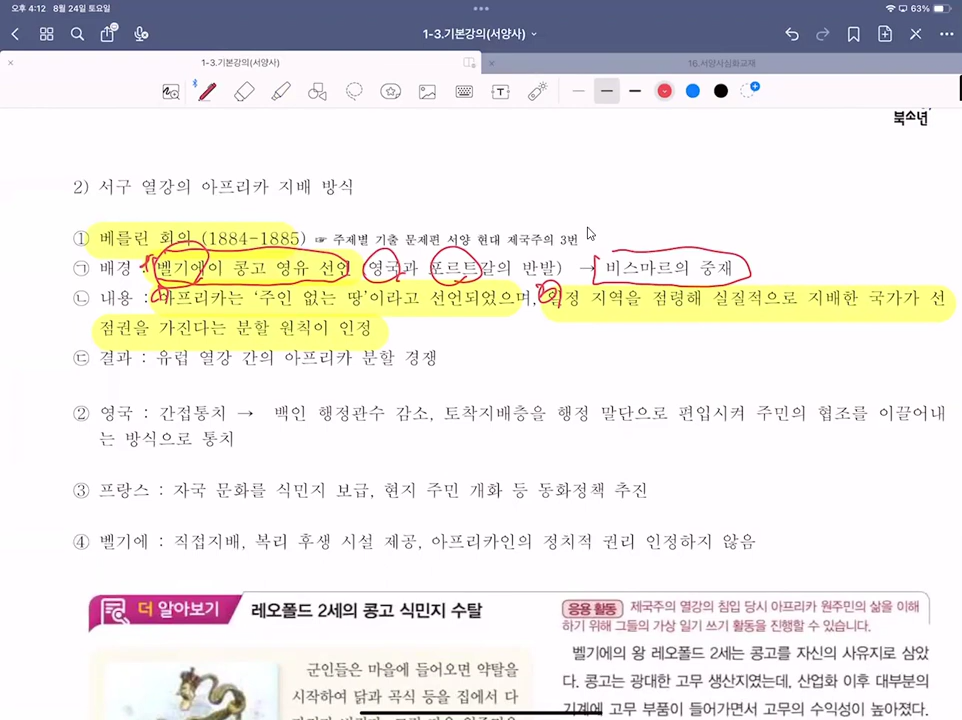 오후 4:12 8월 24일 토요일
63%
1-3.기본강의(서양사)
1-3.기본강의(서양사)
16.서양사심화교재
북소년
2) 서구 열강의 아프리카 지배 방식
① 베를린 회의 (1884-1885) ☞ 주제별 기출 문제편 서양 현대 제국주의 3번
㉠ 배경 : 벨기에이 콩고 영유 선언 (영국과 포르트갈의 반발) → 비스마르의 중재
㉡ 내용 : 아프리카는 '주인 없는 땅'이라고 선언되었으며, 일정 지역을 점령해 실질적으로 지배한 국가가 선
점권을 가진다는 분할 원칙이 인정
㉢ 결과 : 유럽 열강 간의 아프리카 분할 경쟁
② 영국 : 간접통치 → 백인 행정관수 감소, 토착지배층을 행정 말단으로 편입시켜 주민의 협조를 이끌어내
는 방식으로 통치
③ 프랑스 : 자국 문화를 식민지 보급, 현지 주민 개화 등 동화정책 추진
④ 벨기에 : 직접지배, 복리 후생 시설 제공, 아프리카인의 정치적 권리 인정하지 않음
더 알아보기 레오폴드 2세의 콩고 식민지 수탈
응용 활동 제국주의 열강의 침입 당시 아프리카 원주민의 삶을 이해
하기 위해 그들의 가상 일기 쓰기 활동을 진행할 수 있습니다.
군인들은 마을에 들어오면 약탈을
시작하여 닭과 곡식 등을 집에서 다
벨기에의 왕 레오폴드 2세는 콩고를 자신의 사유지로 삼았
다. 콩고는 광대한 고무 생산지였는데, 산업화 이후 대부분의
기계에 고무 부품이 들어가면서 고무의 수익성이 높아졌다.